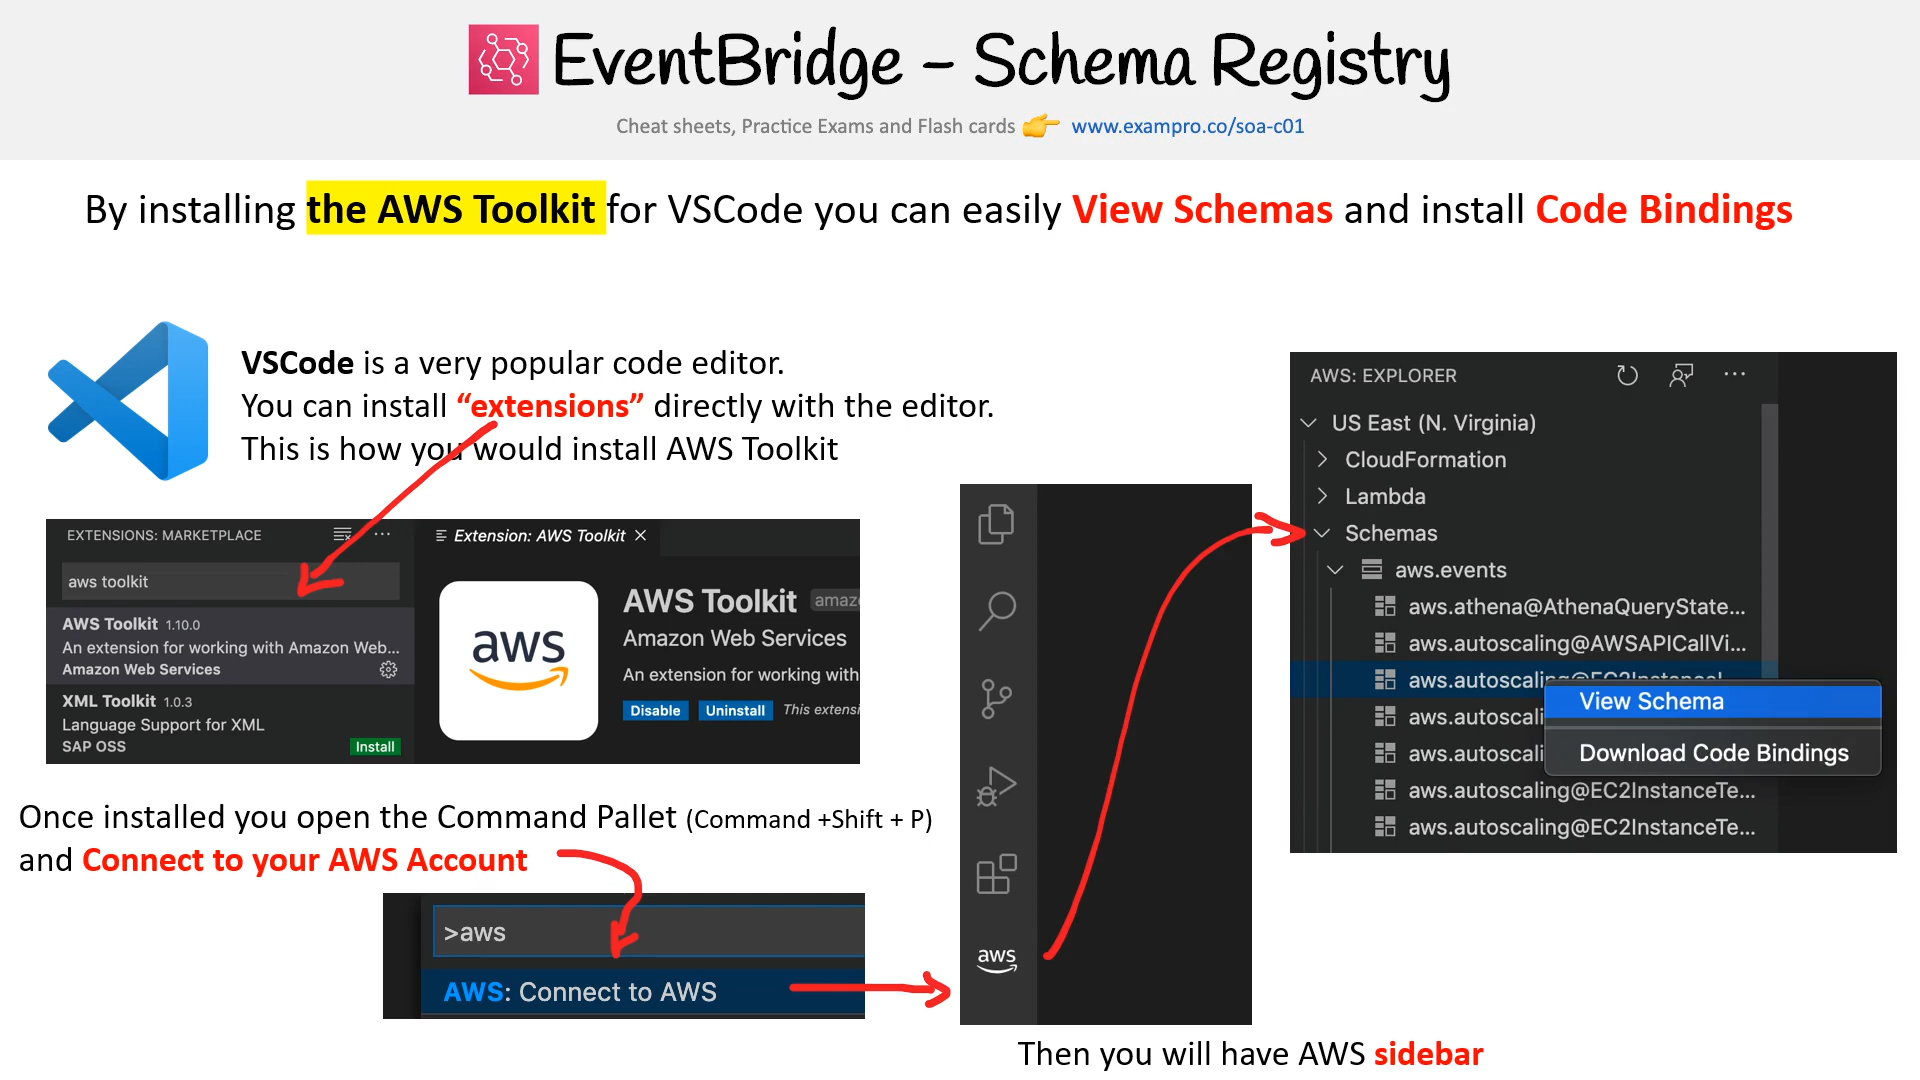 EventBridge – Schema Registry
Cheat sheets, Practice Exams and Flash cards 👉 www.exampro.co/soa-c01
By installing the AWS Toolkit for VSCode you can easily View Schemas and install Code Bindings
VSCode is a very popular code editor.
You can install “extensions” directly with the editor.
This is how you would install AWS Toolkit
EXTENSIONS: MARKETPLACE
aws toolkit
AWS Toolkit 1.10.0
An extension for working with Amazon Web...
Amazon Web Services
XML Toolkit 1.0.3
Language Support for XML
SAP OSS
Install
Extension: AWS Toolkit
aws
AWS Toolkit
Amazon Web Services
An extension for working with
Disable Uninstall This
Once installed you open the Command Pallet (Command +Shift + P)
and Connect to your AWS Account
>aws
AWS: Connect to AWS
aws
Then you will have AWS sidebar
AWS: EXPLORER
US East (N. Virginia)
CloudFormation
Lambda
Schemas
aws.events
aws.athena@AthenaQueryState...
aws.autoscaling@AWSAPICallVi...
aws.autoscaling@EC2Instance
aws.autoscali
aws.autoscali
aws.autoscaling@EC2InstanceTe...
aws.autoscaling@EC2InstanceTe...
View Schema
Download Code Bindings